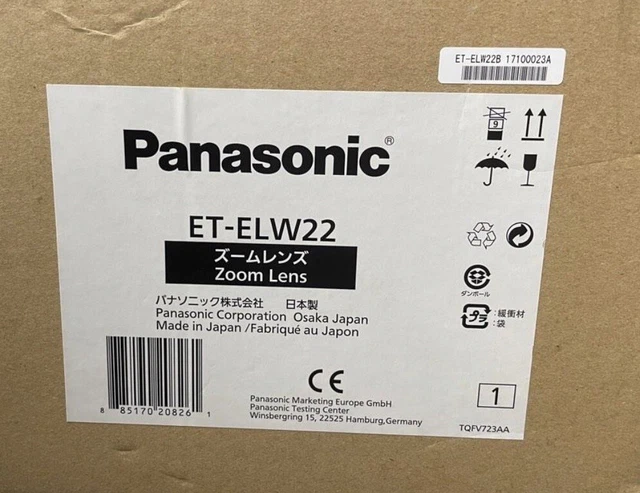 ET-ELW22B 17100023A
Panasonic®
9
ET-ELW22
ズームレンズ
Zoom Lens
パナソニック株式会社 日本製
Panasonic Corporation Osaka Japan
Made in Japan /Fabriqué au Japon
ダンボール
プラ :緩衝材
:袋
8 85170 20826 1
CE
Panasonic Marketing Europe GmbH
Panasonic Testing Center
Winsbergring 15, 22525 Hamburg,Germany
1
TQFV723AA